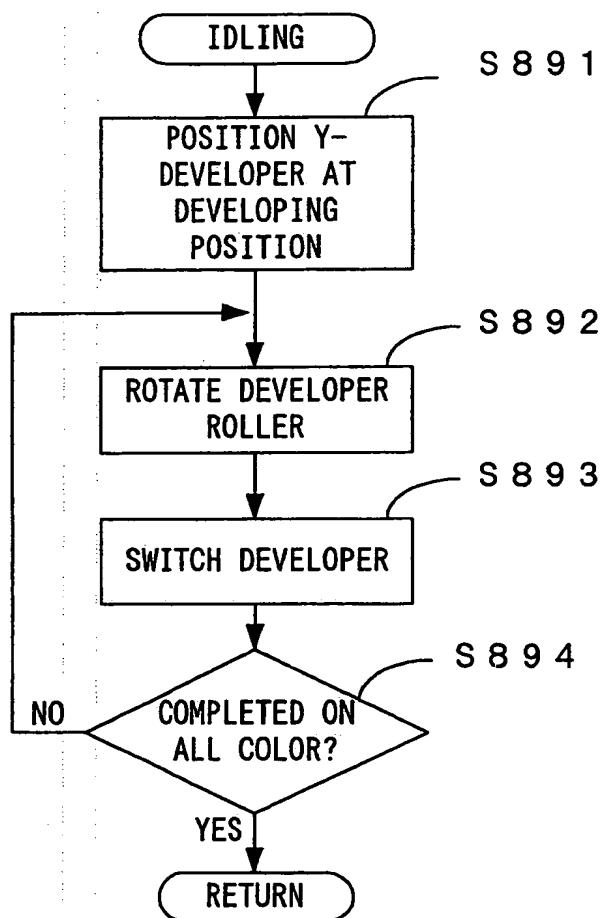 IDLING
S891
POSITION Y-
DEVELOPER AT
DEVELOPING
POSITION
S892
ROTATE DEVELOPER
ROLLER
S893
SWITCH DEVELOPER
S894
NO
COMPLETED ON
ALL COLOR?
YES
RETURN